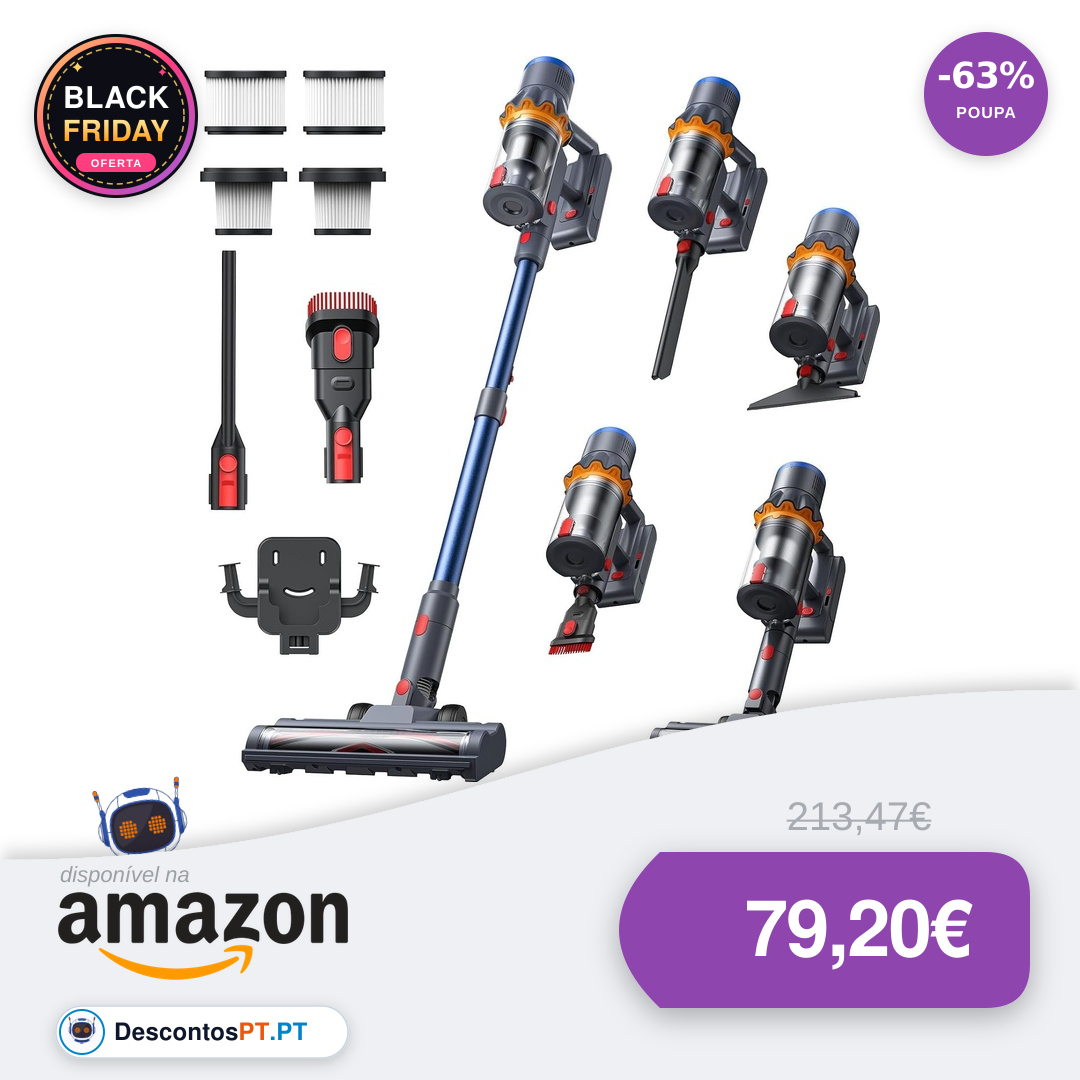 BLACK
FRIDAY
OFERTA
-63%
POUPA
213,47€
79,20€
disponível na
amazon
DescontosPT.PT